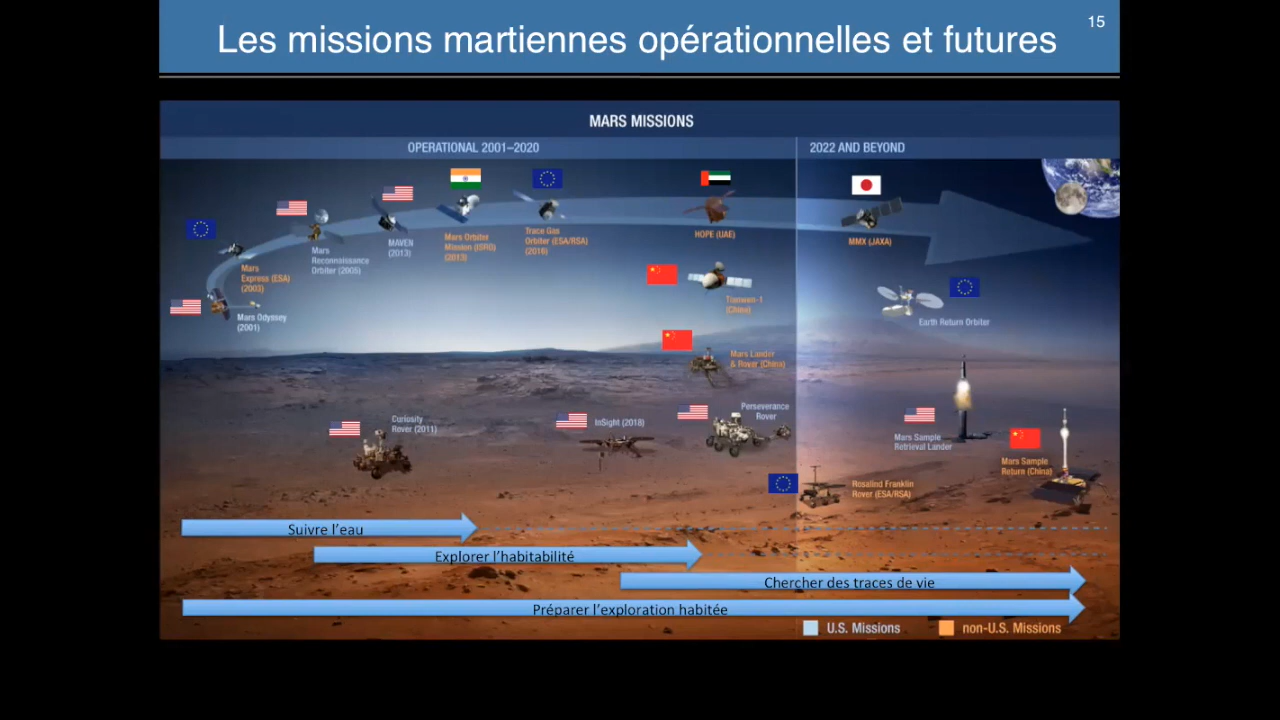 Les missions martiennes opérationnelles et futures
15
MARS MISSIONS
OPERATIONAL 2001–2020
2022 AND BEYOND
Mars
Express (ESA)
(2003)
Mars Odyssey
(2001)
Mars
Reconnaissance
Orbiter (2005)
MAVEN
(2013)
Mars Orbiter
Mission (ISRO)
(2013)
Trace Gas
Orbiter (ESA/RSA)
(2016)
HOPE (UAE)
MMX (JAXA)
Tianwen-1
(China)
Earth Return Orbiter
Mars Lander
& Rover (China)
Curiosity
Rover (2011)
InSight (2018)
Perseverance
Rover
Mars Sample
Retrieval Lander
Mars Sample
Return (China)
Rosalind Franklin
Rover (ESA/RSA)
Suivre l'eau
Explorer l'habitabilité
Chercher des traces de vie
Préparer l'exploration habitée
U.S. Missions
non-U.S. Missions